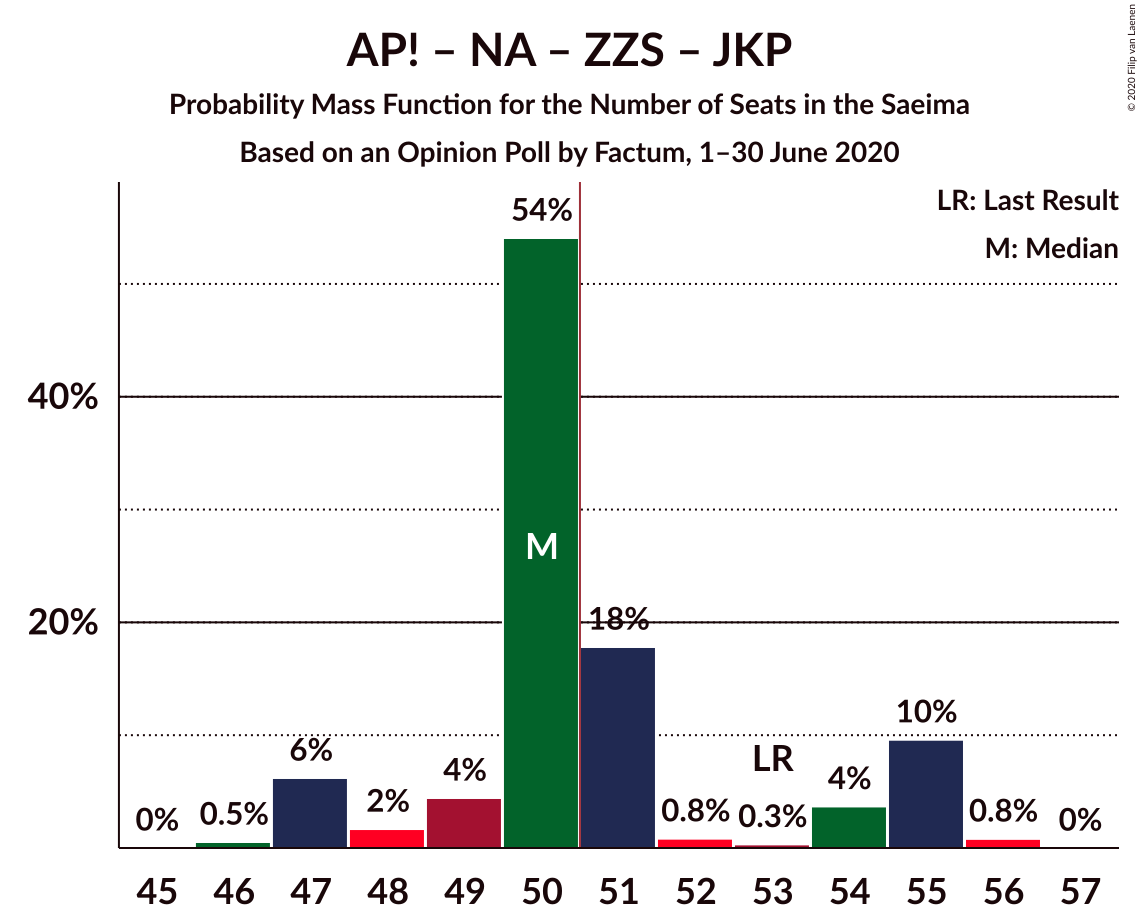 AP! – NA – ZZS – JKP
Probability Mass Function for the Number of Seats in the Saeima
Based on an Opinion Poll by Factum, 1–30 June 2020
© 2020 Filip van Laenen
LR: Last Result
M: Median
54%
40%
M
20%
18%
10%
6%
LR
4%
4%
2%
0%
0.5%
0.8%
0.3%
0.8%
0%
45 46 47 48 49 50 51 52 53 54 55 56 57